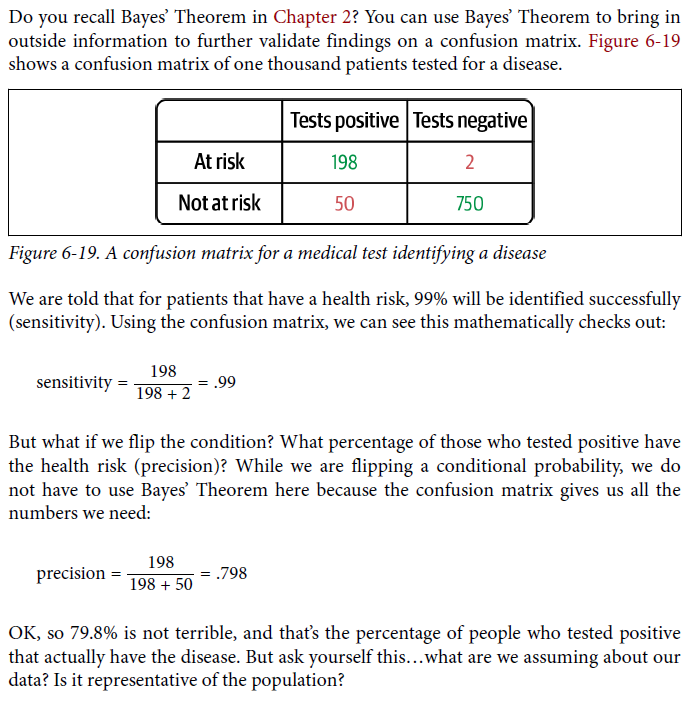 Do you recall Bayes’ Theorem in Chapter 2? You can use Bayes’ Theorem to bring in
outside information to further validate findings on a confusion matrix. Figure 6-19
shows a confusion matrix of one thousand patients tested for a disease.
Tests positive Tests negative
At risk 198 2
Not at risk 50 750
Figure 6-19. A confusion matrix for a medical test identifying a disease
We are told that for patients that have a health risk, 99% will be identified successfully
(sensitivity). Using the confusion matrix, we can see this mathematically checks out:
sensitivity = 198 / 198 + 2 = .99
But what if we flip the condition? What percentage of those who tested positive have
the health risk (precision)? While we are flipping a conditional probability, we do
not have to use Bayes’ Theorem here because the confusion matrix gives us all the
numbers we need:
precision = 198 / 198 + 50 = .798
OK, so 79.8% is not terrible, and that’s the percentage of people who tested positive
that actually have the disease. But ask yourself this…what are we assuming about our
data? Is it representative of the population?